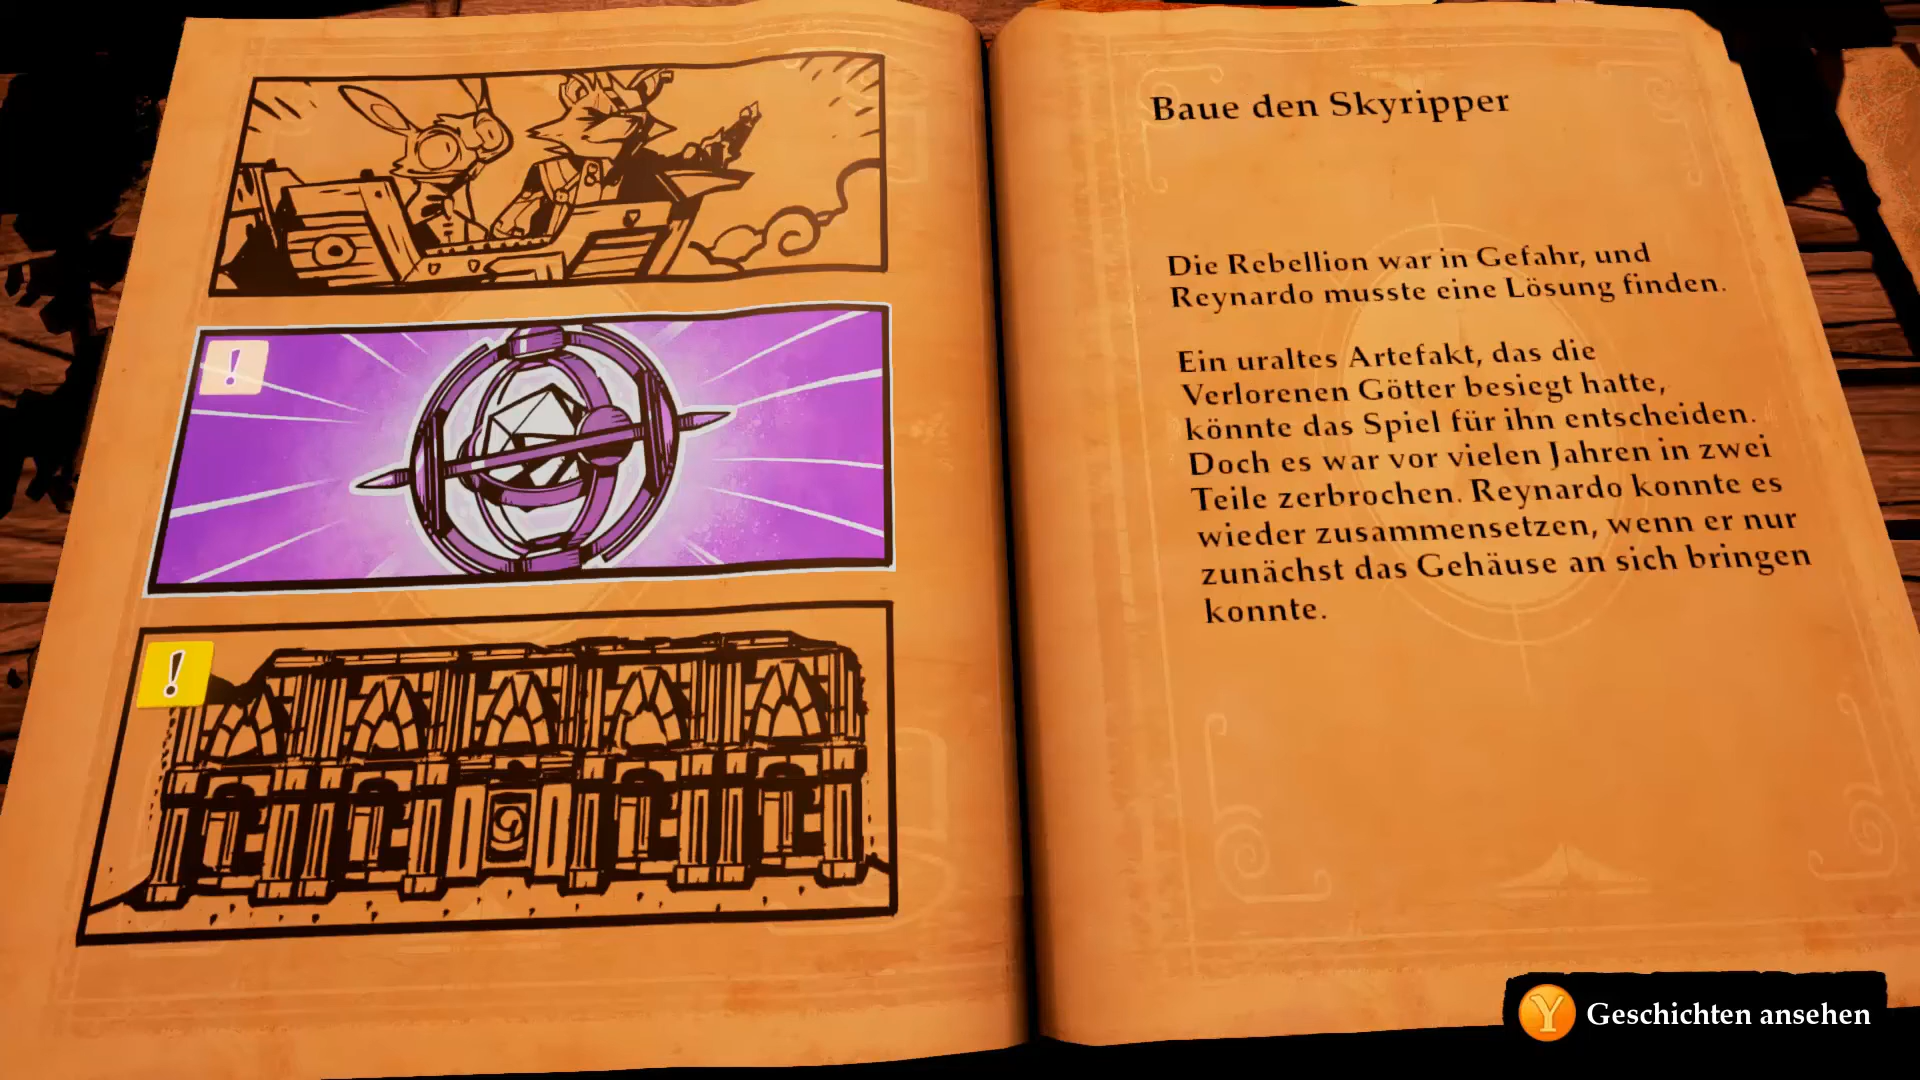 Baue den Skyripper
Die Rebellion war in Gefahr, und
Reynardo musste eine Lösung finden.
Ein uraltes Artefakt, das die
Verlorenen Götter besiegt hatte,
könnte das Spiel für ihn entscheiden.
Doch es war vor vielen Jahren in zwei
Teile zerbrochen. Reynardo konnte es
wieder zusammensetzen, wenn er nur
zunächst das Gehäuse an sich bringen
konnte.
!
!
Y Geschichten ansehen